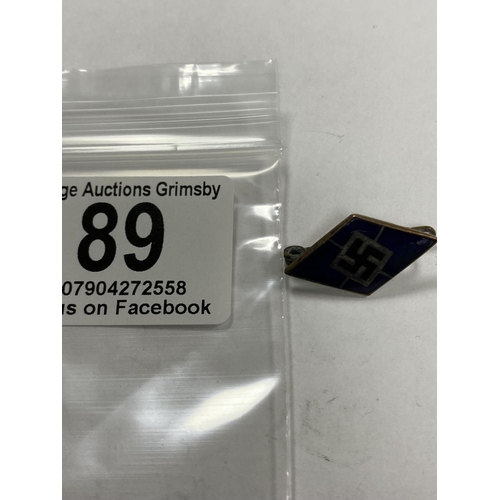 ge Auctions Grimsby
89
07904272558
us on Facebook